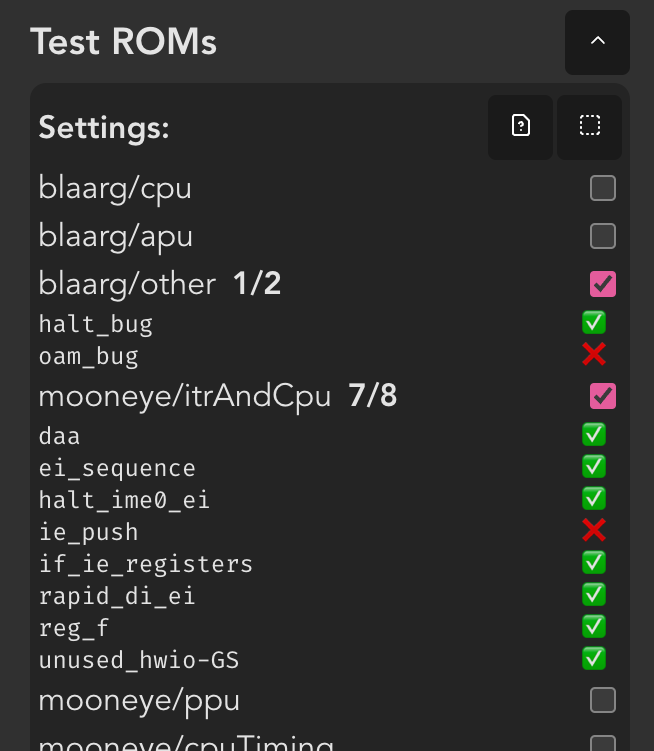 Test ROMs
Settings:
blaarg/cpu
blaarg/apu
blaarg/other 1/2
halt_bug
oam_bug
mooneye/itrAndCpu 7/8
daa
ei_sequence
halt_ime0_ei
ie_push
if_ie_registers
rapid_di_ei
reg_f
unused_hwio-GS
mooneye/ppu
mooneye/cpuTiming